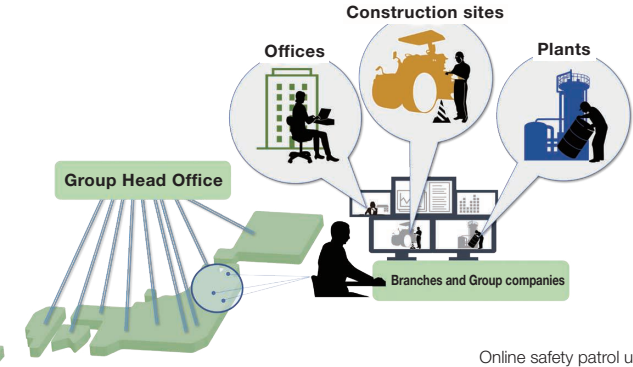 Construction sites
Offices
Plants
Group Head Office
Branches and Group companies
Online safety patrol u